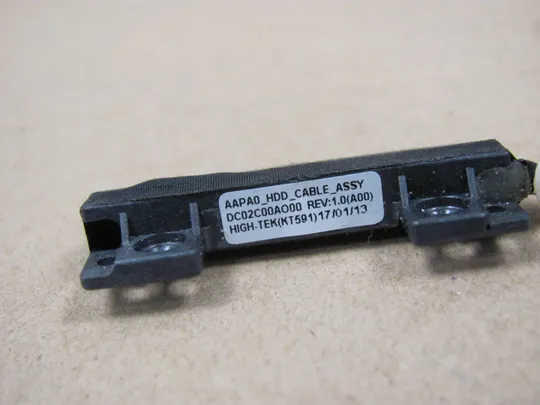 AAPA0_HDD_CABLE_ASSY
DC02C00AO00 REV:1.0(A00)
HIGH-TEK(KT591)17/01/13